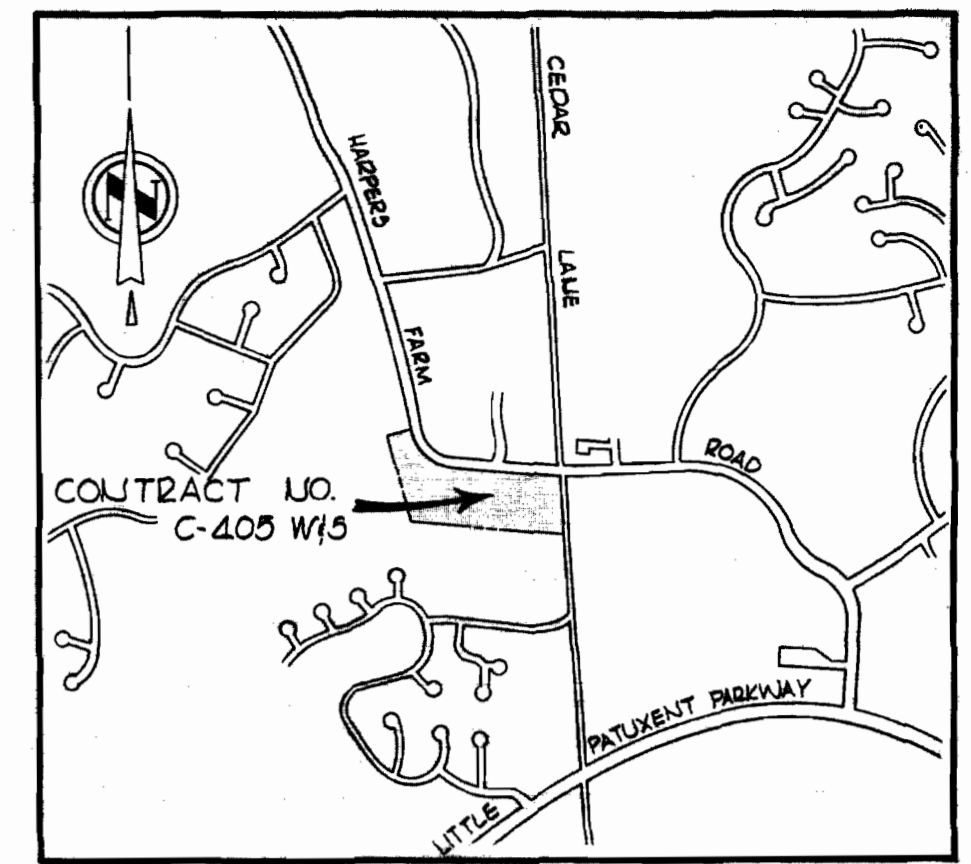 CEDAR
LANE
HARPERS
FARM
ROAD
N
CONTRACT NO.
C-405 W&S
LITTLE
PATUXENT PARKWAY